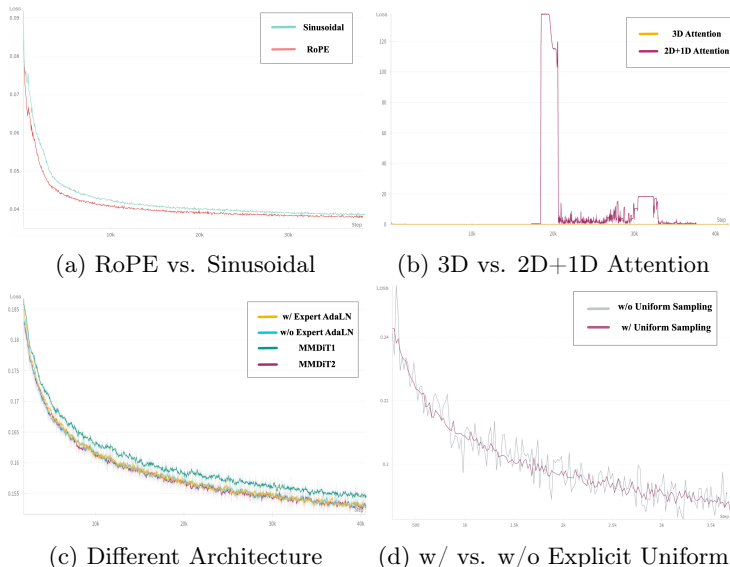 Loss
0.09
0.08
0.07
0.06
0.05
0.04
10k
20k
30k
Step
Sinusoidal
RoPE
(a) RoPE vs. Sinusoidal
Loss
120
100
80
60
40
20
0
10k
20k
30k
40k
Step
3D Attention
2D+1D Attention
(b) 3D vs. 2D+1D Attention
Loss
0.185
0.18
0.175
0.17
0.165
0.16
0.155
10k
20k
30k
40k
Step
w/ Expert AdaLN
w/o Expert AdaLN
MMDiT1
MMDiT2
(c) Different Architecture
Loss
0.24
0.22
0.2
500
1k
1.5k
2k
2.5k
Step
w/o Uniform Sampling
w/ Uniform Sampling
(d) w/ vs. w/o Explicit Uniform